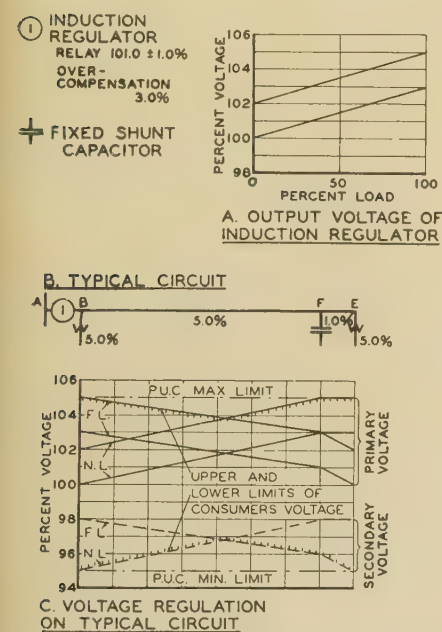 1 INDUCTION
REGULATOR
RELAY 101.0 ±1.0%
OVER-
COMPENSATION
3.0%
FIXED SHUNT
CAPACITOR
PERCENT VOLTAGE
106
104
102
100
98
0
50
100
PERCENT LOAD
A. OUTPUT VOLTAGE OF
INDUCTION REGULATOR
B. TYPICAL CIRCUIT
A 1 B 5.0% F 1.0% E
5.0% 5.0%
PERCENT VOLTAGE
106
104
102
100
98
96
94
P.U.C. MAX LIMIT
F L
N.L.
UPPER AND
LOWER LIMITS OF
CONSUMERS VOLTAGE
F L
N L
P.U.C. MIN. LIMIT
PRIMARY
VOLTAGE
SECONDARY
VOLTAGE
C. VOLTAGE REGULATION
ON TYPICAL CIRCUIT